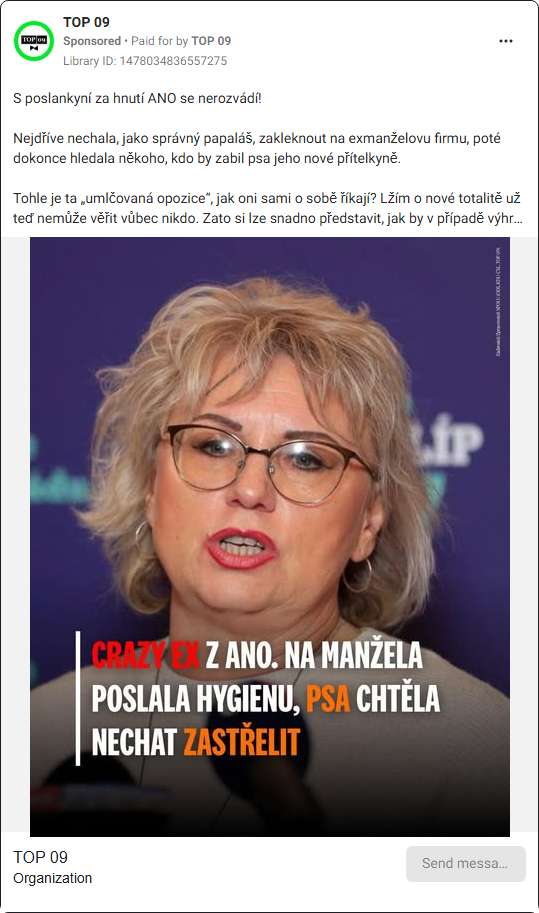 TOP 09
Sponsored • Paid for by TOP 09
Library ID: 1478034836557275
S poslankyní za hnutí ANO se nerozvádí!
Nejdříve nechala, jako správný papaláš, zakleknout na exmanželovu firmu, poté
dokonce hledala někoho, kdo by zabil psa jeho nové přítelkyně.
Tohle je ta „umlčovaná opozice“, jak oni sami o sobě říkají? Lžím o nové totalitě už
teď nemůže věřit vůbec nikdo. Zato si lze snadno představit, jak by v případě výhr...
CRAZY EX Z ANO. NA MANŽELA
POSLALA HYGIENU, PSA CHTĚLA
NECHAT ZASTŘELIT
TOP 09
Organization
Send messa...